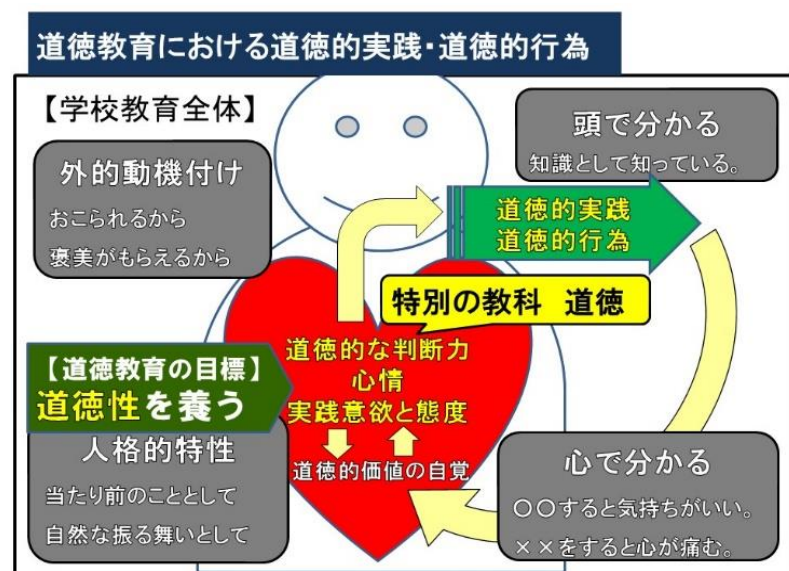 道徳教育における道徳的実践・道徳的行為
【学校教育全体】
外的動機付け
おこられるから
褒美がもらえるから
頭で分かる
知識として知っている。
道徳的実践
道徳的行為
特別の教科 道徳
道徳的な判断力
心情
実践意欲と態度
道徳的価値の自覚
【道徳教育の目標】
道徳性を養う
人格的特性
当たり前のこととして
自然な振る舞いとして
心で分かる
○○すると気持ちがいい。
××をすると心が痛む。